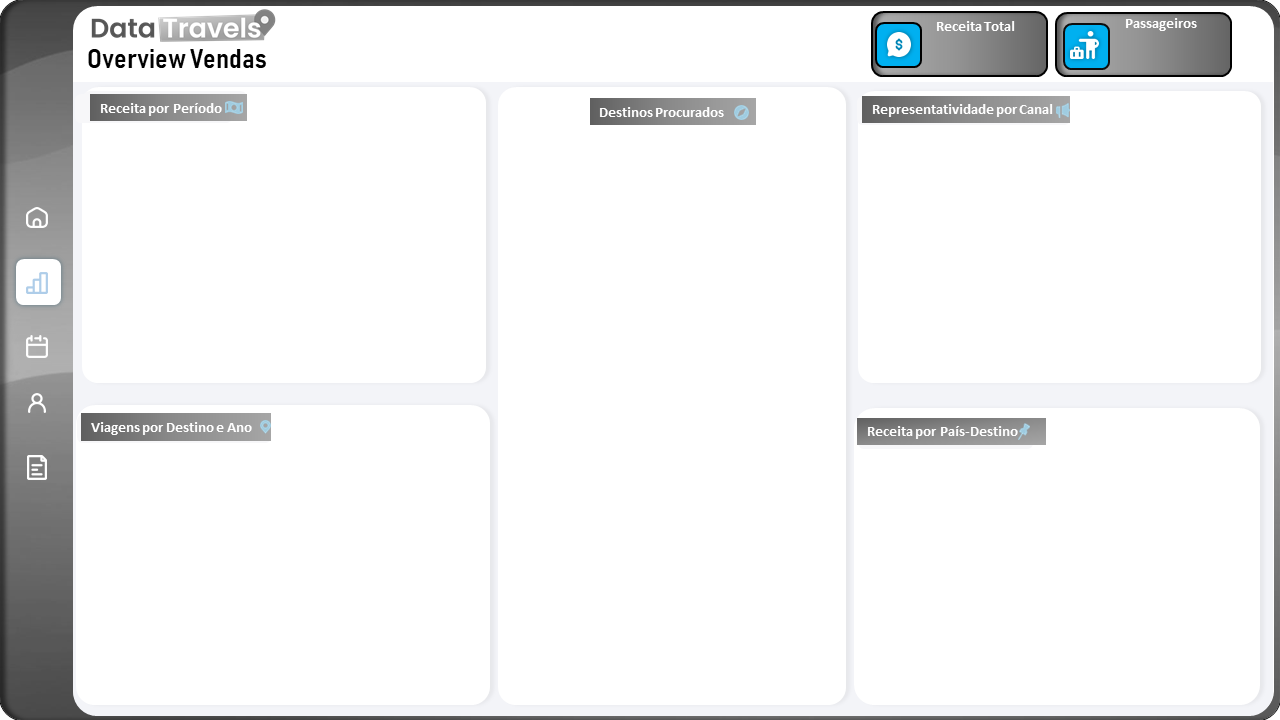 Data Travels
Overview Vendas
Receita Total
Passageiros
Receita por Período
Destinos Procurados
Representatividade por Canal
Viagens por Destino e Ano
Receita por País-Destino